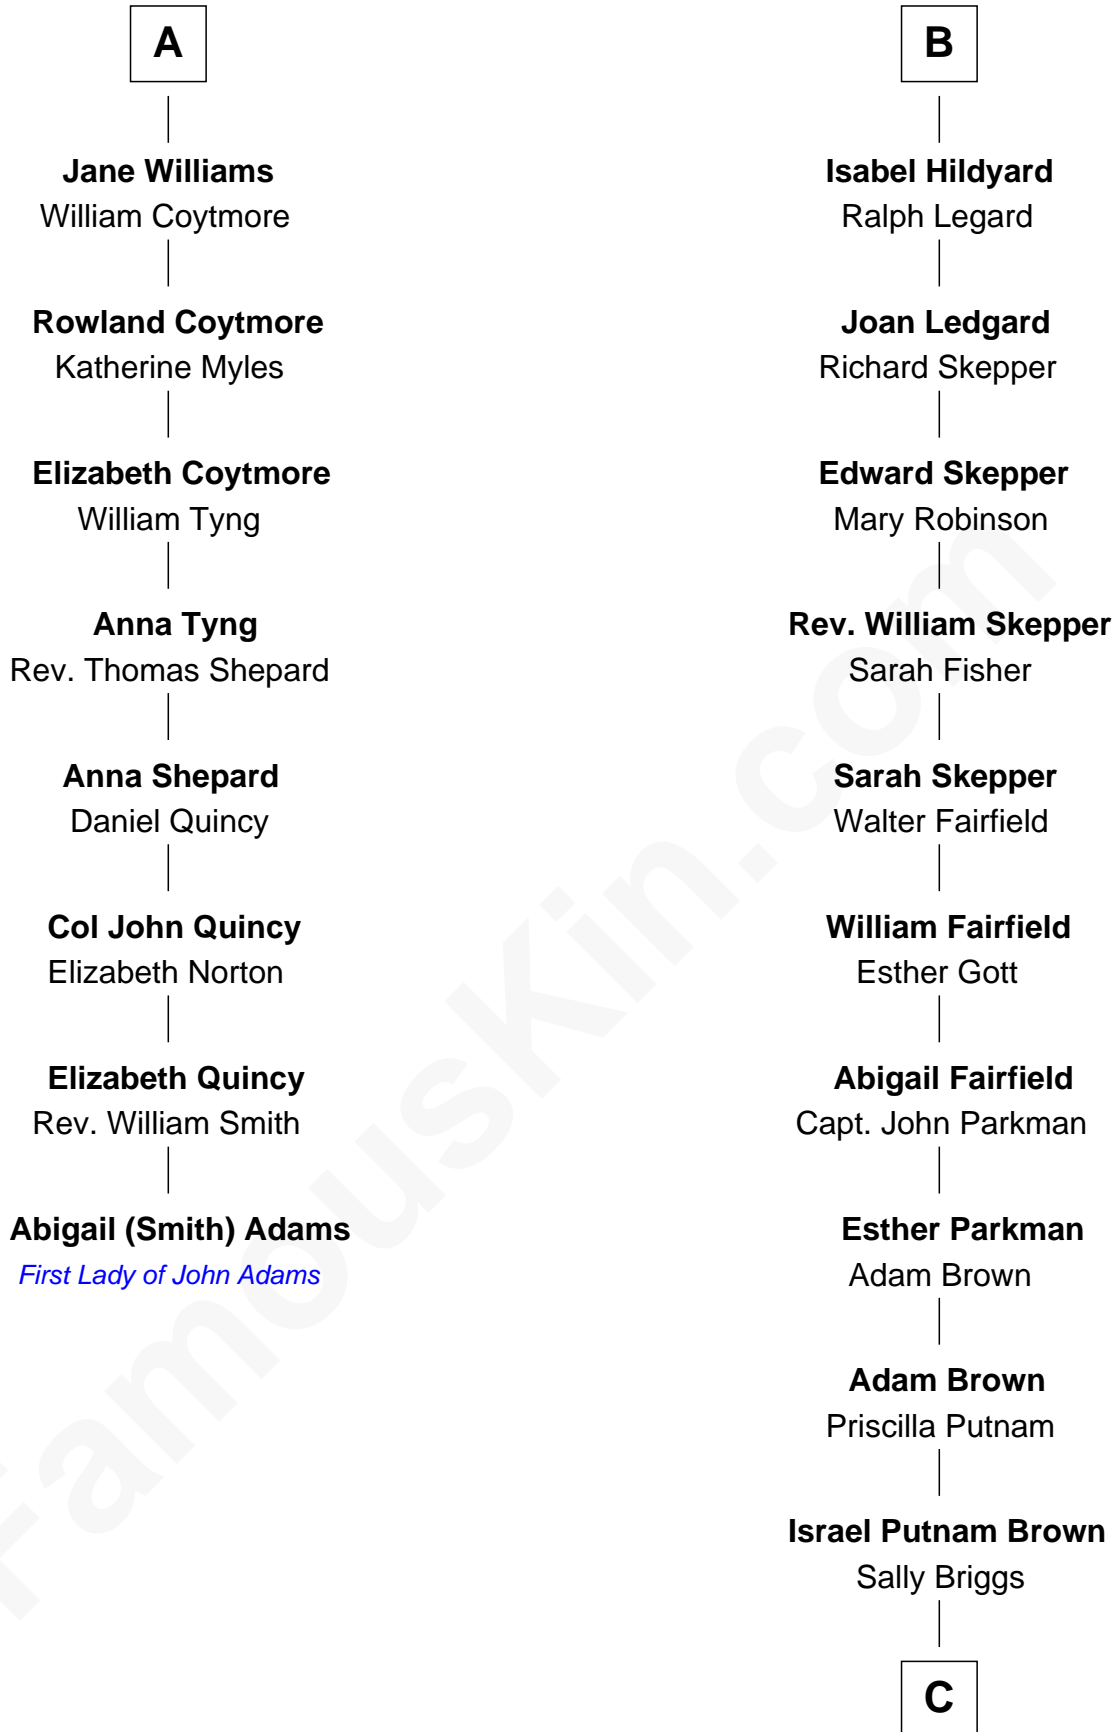 A
Jane Williams
William Coytmore
Rowland Coytmore
Katherine Myles
Elizabeth Coytmore
William Tyng
Anna Tyng
Rev. Thomas Shepard
Anna Shepard
Daniel Quincy
Col John Quincy
Elizabeth Norton
Elizabeth Quincy
Rev. William Smith
Abigail (Smith) Adams
First Lady of John Adams
B
Isabel Hildyard
Ralph Legard
Joan Ledgard
Richard Skepper
Edward Skepper
Mary Robinson
Rev. William Skepper
Sarah Fisher
Sarah Skepper
Walter Fairfield
William Fairfield
Esther Gott
Abigail Fairfield
Capt. John Parkman
Esther Parkman
Adam Brown
Adam Brown
Priscilla Putnam
Israel Putnam Brown
Sally Briggs
C
FamousKin.com